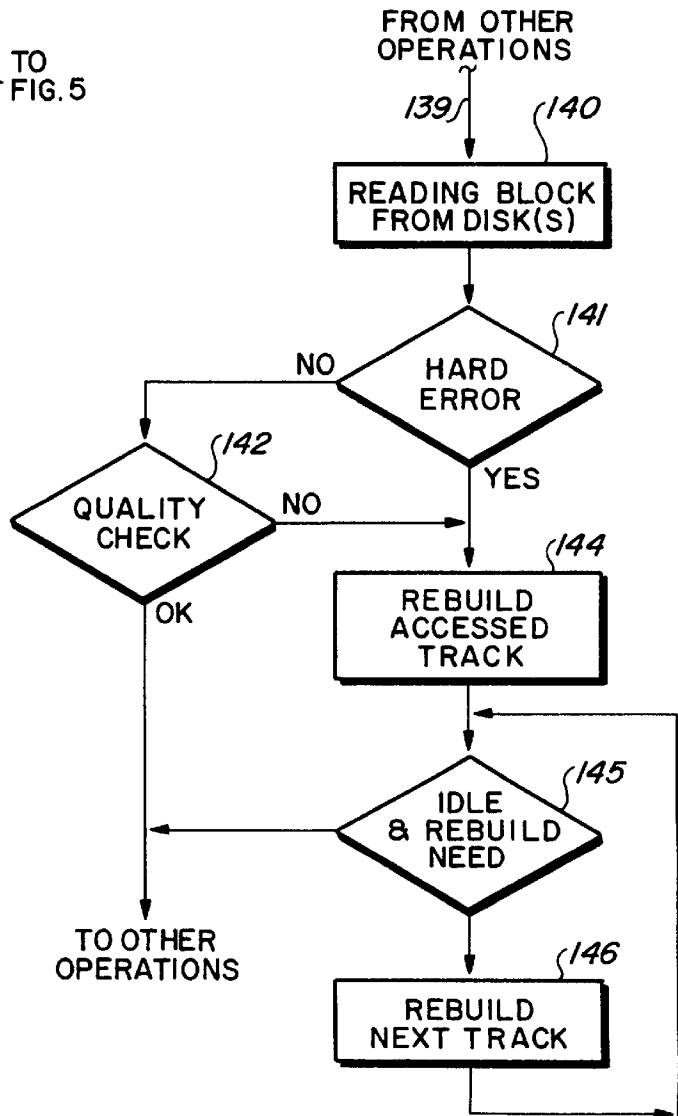 TO
FIG. 5
FROM OTHER
OPERATIONS
139
140
READING BLOCK
FROM DISK(S)
141
HARD
ERROR
NO
YES
142
QUALITY
CHECK
NO
OK
144
REBUILD
ACCESSED
TRACK
145
IDLE
& REBUILD
NEED
TO OTHER
OPERATIONS
146
REBUILD
NEXT TRACK